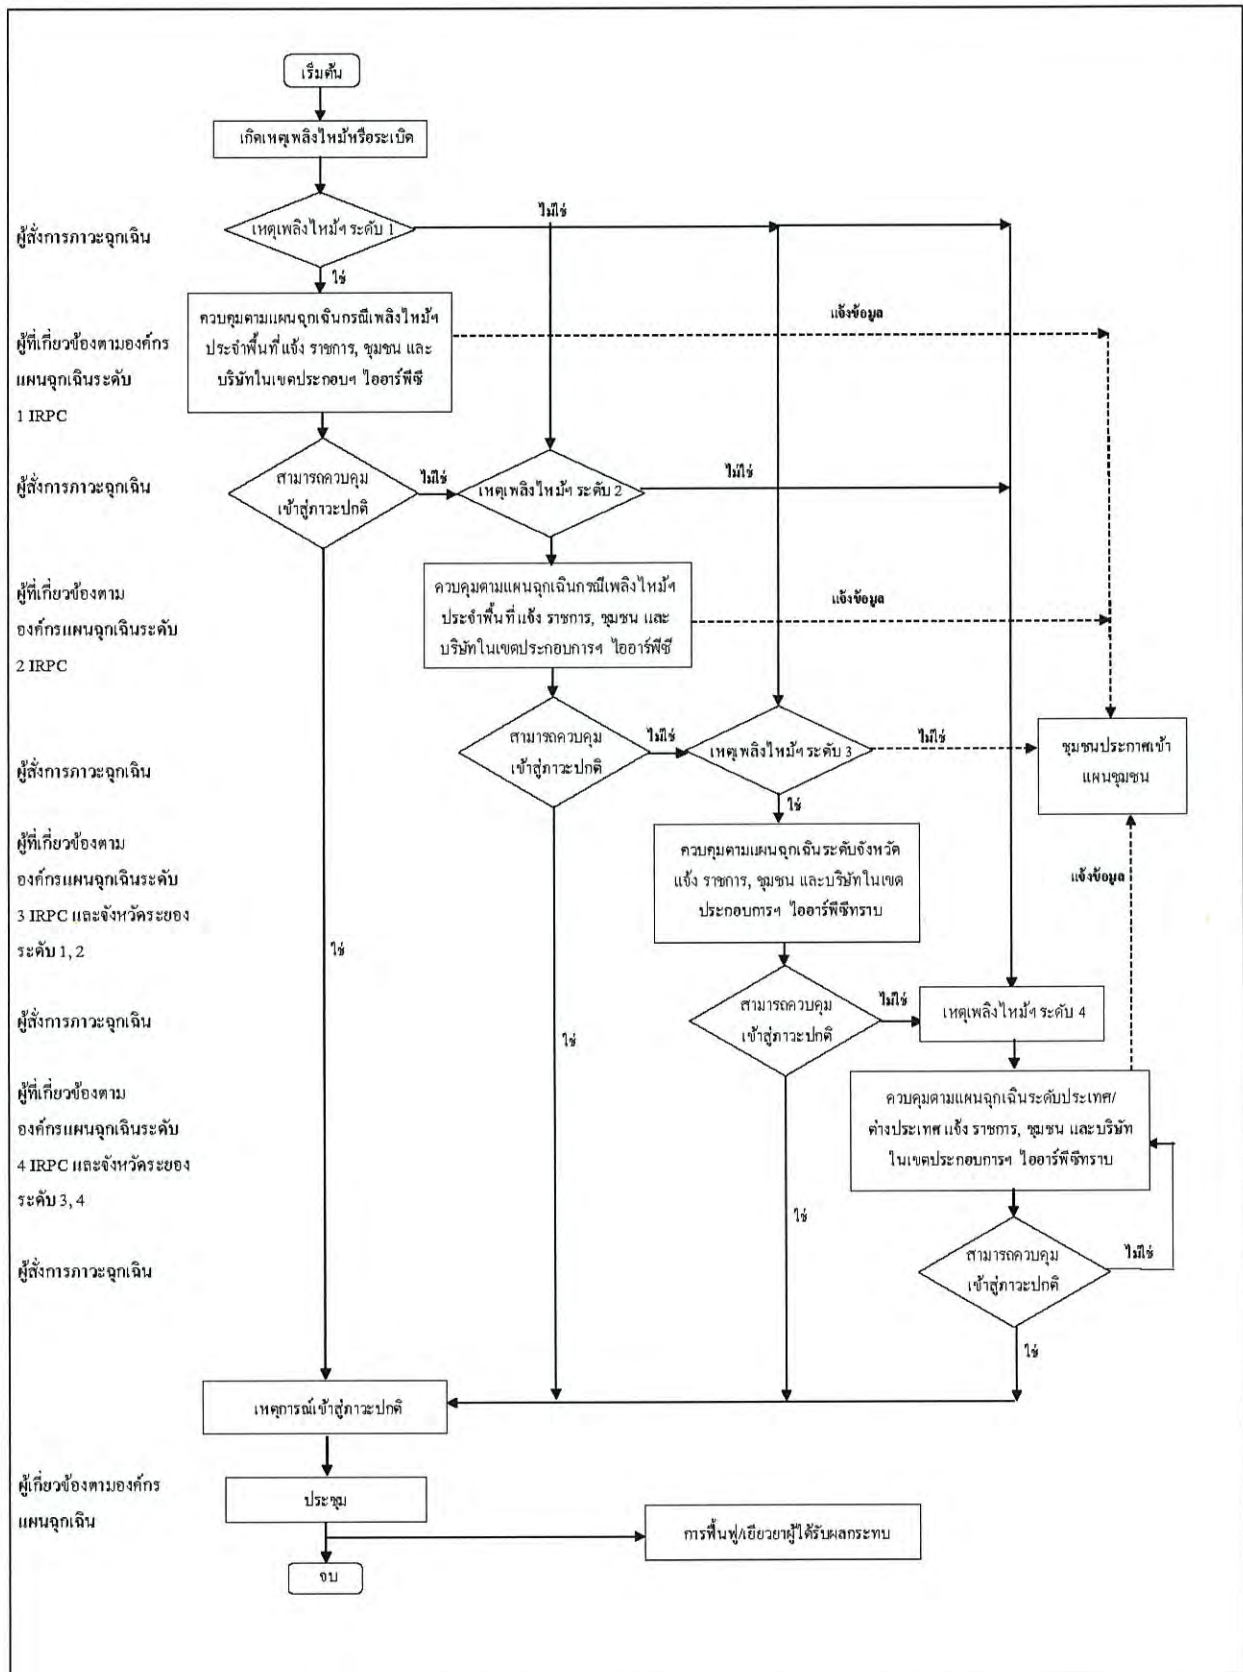 เริ่มต้น
เกิดเหตุเพลิงไหม้หรือระเบิด
ผู้สั่งการภาวะฉุกเฉิน
เหตุเพลิงไหม้ฯ ระดับ 1
ไม่ใช่
ใช่
ผู้ที่เกี่ยวข้องตามองค์กร
แผนฉุกเฉินระดับ
1 IRPC
ควบคุมตามแผนฉุกเฉินกรณีเพลิงไหม้ฯ
ประจำพื้นที่ แจ้ง ราชการ, ชุมชน และ
บริษัทในเขตประกอบฯ ไออาร์พีซี
แจ้งข้อมูล
ผู้สั่งการภาวะฉุกเฉิน
สามารถควบคุม
เข้าสู่ภาวะปกติ
ไม่ใช่
เหตุเพลิงไหม้ฯ ระดับ 2
ไม่ใช่
ผู้ที่เกี่ยวข้องตาม
องค์กรแผนฉุกเฉินระดับ
2 IRPC
ควบคุมตามแผนฉุกเฉินกรณีเพลิงไหม้ฯ
ประจำพื้นที่ แจ้ง ราชการ, ชุมชน และ
บริษัทในเขตประกอบการฯ ไออาร์พีซี
แจ้งข้อมูล
ผู้สั่งการภาวะฉุกเฉิน
สามารถควบคุม
เข้าสู่ภาวะปกติ
ไม่ใช่
เหตุเพลิงไหม้ฯ ระดับ 3
ไม่ใช่
ชุมชนประกาศเข้า
แผนชุมชน
ใช่
ผู้ที่เกี่ยวข้องตาม
องค์กรแผนฉุกเฉินระดับ
3 IRPC และจังหวัดระยอง
ระดับ 1, 2
ควบคุมตามแผนฉุกเฉินระดับจังหวัด
แจ้ง ราชการ, ชุมชน และบริษัทในเขต
ประกอบการฯ ไออาร์พีซีทราบ
แจ้งข้อมูล
ใช่
ผู้สั่งการภาวะฉุกเฉิน
สามารถควบคุม
เข้าสู่ภาวะปกติ
ไม่ใช่
เหตุเพลิงไหม้ฯ ระดับ 4
ใช่
ผู้ที่เกี่ยวข้องตาม
องค์กรแผนฉุกเฉินระดับ
4 IRPC และจังหวัดระยอง
ระดับ 3, 4
ควบคุมตามแผนฉุกเฉินระดับประเทศ/
ต่างประเทศ แจ้ง ราชการ, ชุมชน และบริษัท
ในเขตประกอบการฯ ไออาร์พีซีทราบ
ใช่
ผู้สั่งการภาวะฉุกเฉิน
สามารถควบคุม
เข้าสู่ภาวะปกติ
ไม่ใช่
ใช่
เหตุการณ์เข้าสู่ภาวะปกติ
ผู้เกี่ยวข้องตามองค์กร
แผนฉุกเฉิน
ประชุม
การฟื้นฟู/เยียวยาผู้ได้รับผลกระทบ
จบ